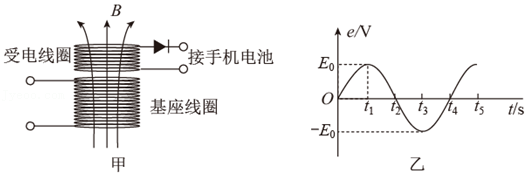 B
受电线圈
接手机电池
基座线圈
甲
e/V
E₀
O
t₁ t₂ t₃ t₄ t₅ t/s
−E₀
乙